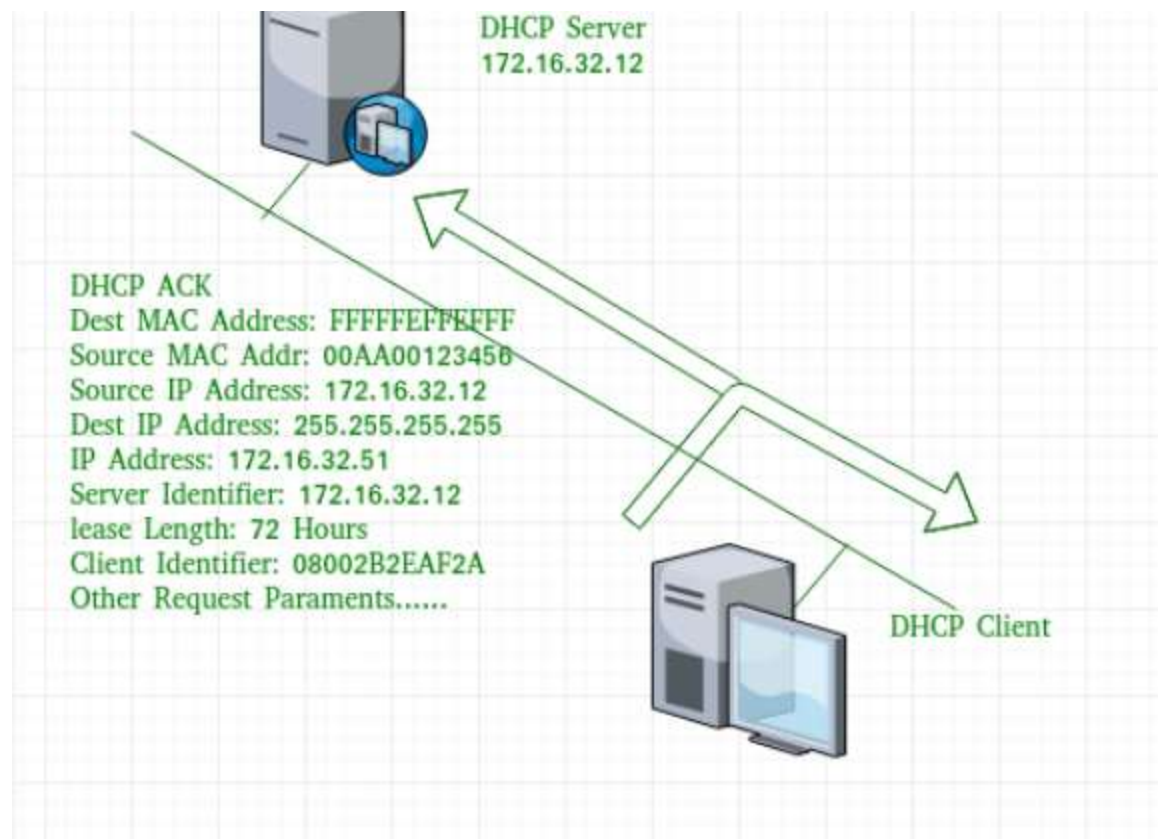 DHCP Server
172.16.32.12
DHCP ACK
Dest MAC Address: FFFFFEFFEFFF
Source MAC Addr: 00AA00123456
Source IP Address: 172.16.32.12
Dest IP Address: 255.255.255.255
IP Address: 172.16.32.51
Server Identifier: 172.16.32.12
lease Length: 72 Hours
Client Identifier: 08002B2EAF2A
Other Request Paraments......
DHCP Client